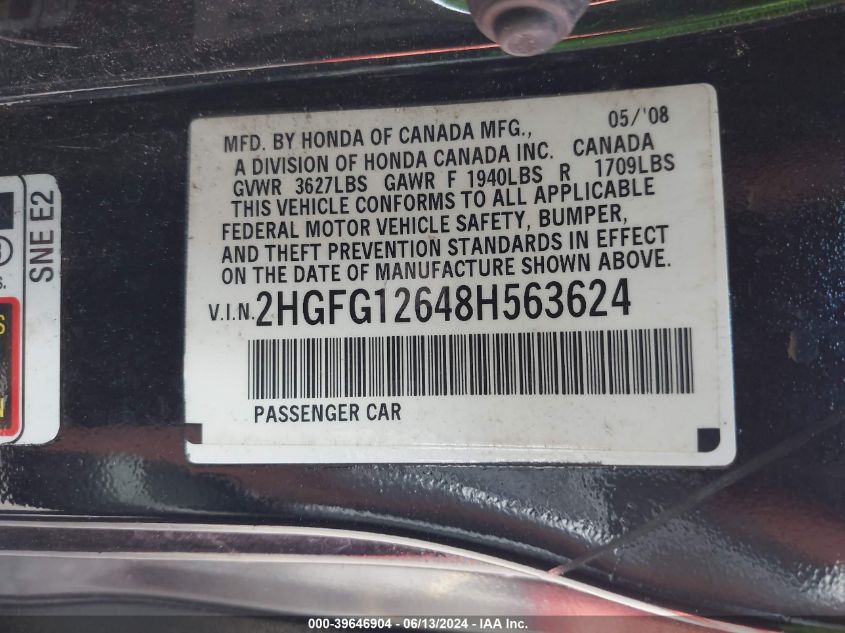 05/'08
MFD. BY HONDA OF CANADA MFG.,
A DIVISION OF HONDA CANADA INC. CANADA
GVWR 3627LBS GAWR F 1940LBS R 1709LBS
THIS VEHICLE CONFORMS TO ALL APPLICABLE
FEDERAL MOTOR VEHICLE SAFETY, BUMPER,
AND THEFT PREVENTION STANDARDS IN EFFECT
ON THE DATE OF MANUFACTURE SHOWN ABOVE.
V.I.N. 2HGFG12648H563624
PASSENGER CAR
SNE E2
000-39646904 - 06/13/2024 - IAA Inc.